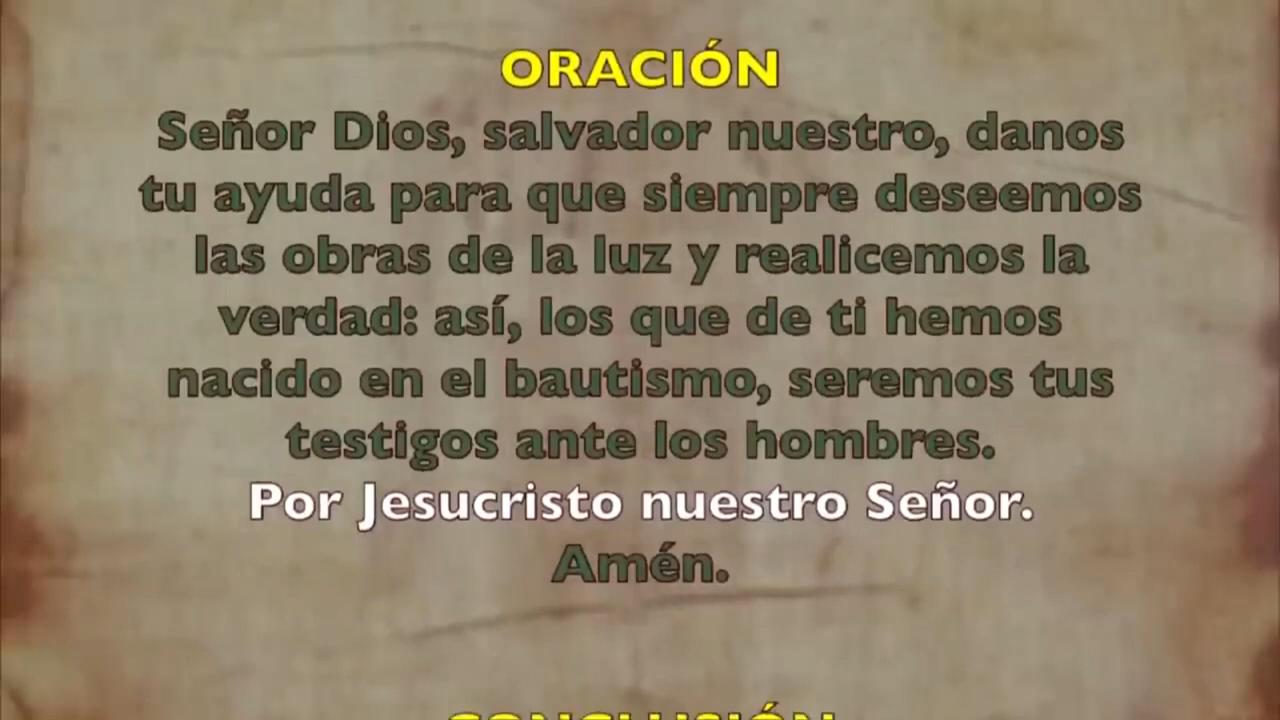 ORACIÓN
Señor Dios, salvador nuestro, danos
tu ayuda para que siempre deseemos
las obras de la luz y realicemos la
verdad: así, los que de ti hemos
nacido en el bautismo, seremos tus
testigos ante los hombres.
Por Jesucristo nuestro Señor.
Amén.
CONCLUSIÓN